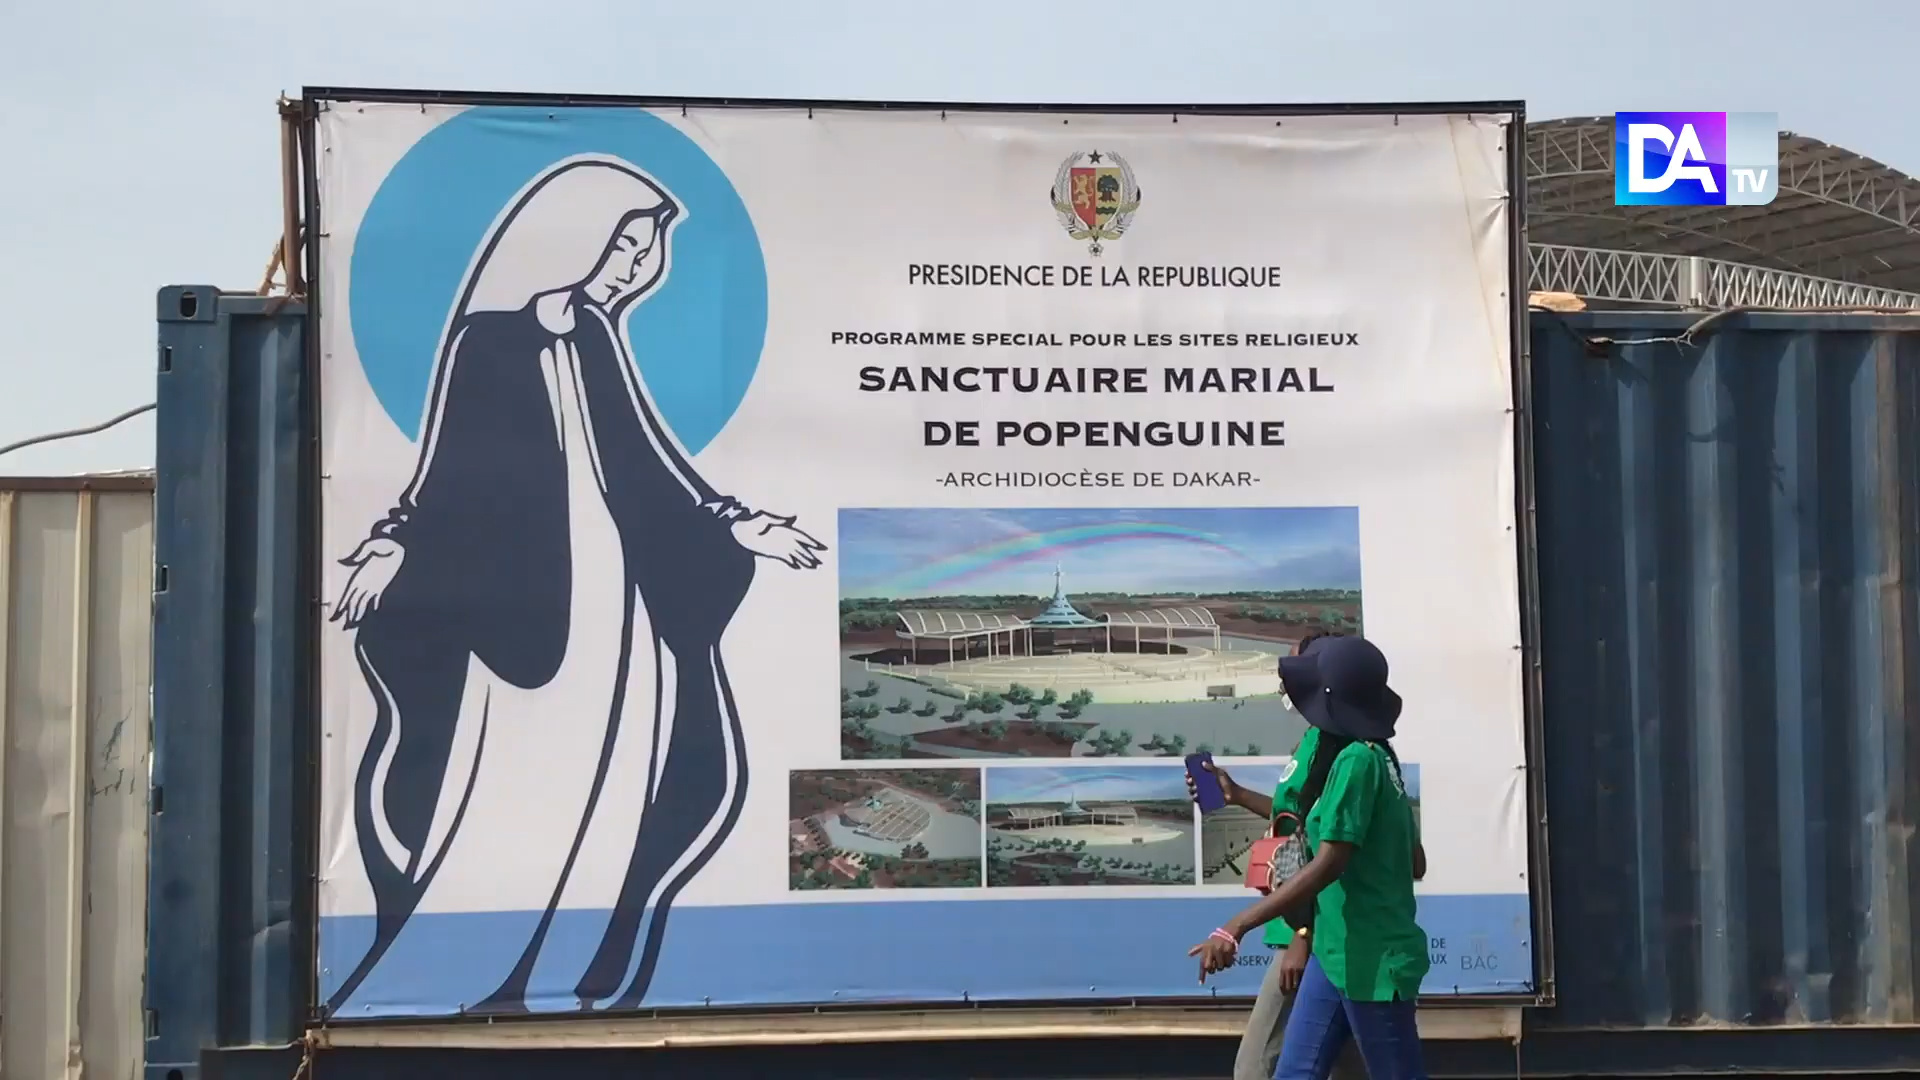 DA TV
PRESIDENCE DE LA REPUBLIQUE
PROGRAMME SPECIAL POUR LES SITES RELIGIEUX
SANCTUAIRE MARIAL
DE POPENGUINE
-ARCHIDIOCÈSE DE DAKAR-
DE
BAC